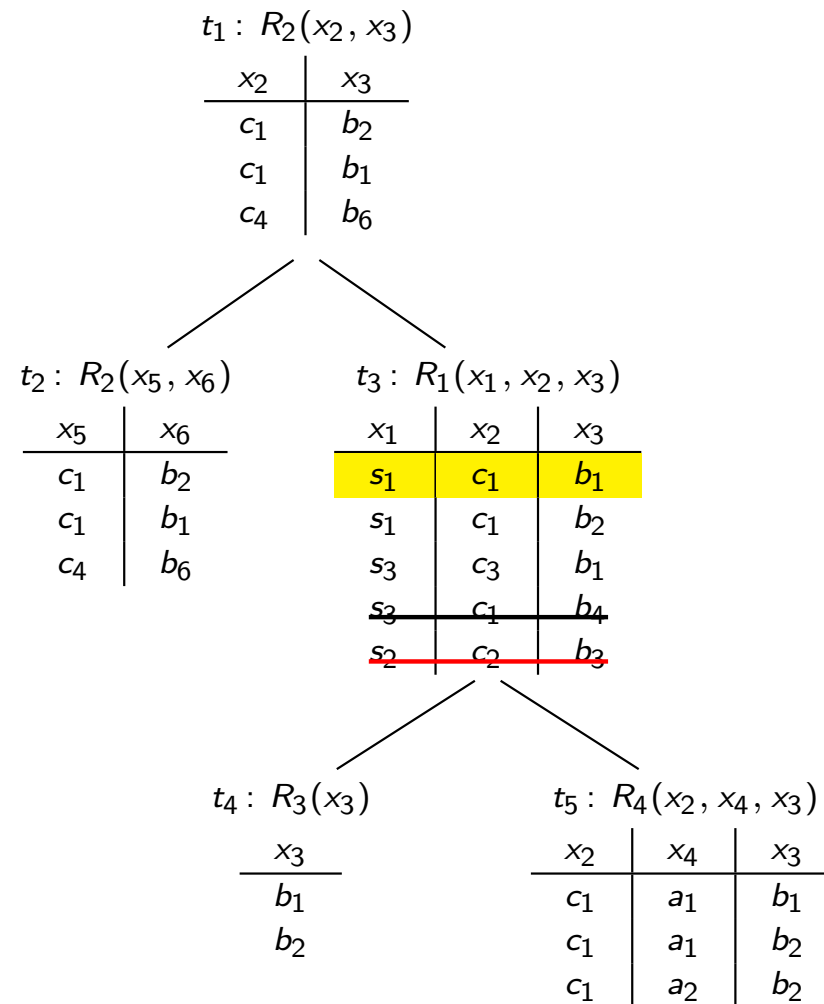 t₁ : R₂(x₂, x₃)
x₂ x₃
c₁ b₂
c₁ b₁
c₄ b₆
t₂ : R₂(x₅, x₆)
x₅ x₆
c₁ b₂
c₁ b₁
c₄ b₆
t₃ : R₁(x₁, x₂, x₃)
x₁ x₂ x₃
s₁ c₁ b₁
s₁ c₁ b₂
s₃ c₃ b₁
s₃ c₁ b₄
s₂ c₂ b₃
t₄ : R₃(x₃)
x₃
b₁
b₂
t₅ : R₄(x₂, x₄, x₃)
x₂ x₄ x₃
c₁ a₁ b₁
c₁ a₁ b₂
c₁ a₂ b₂